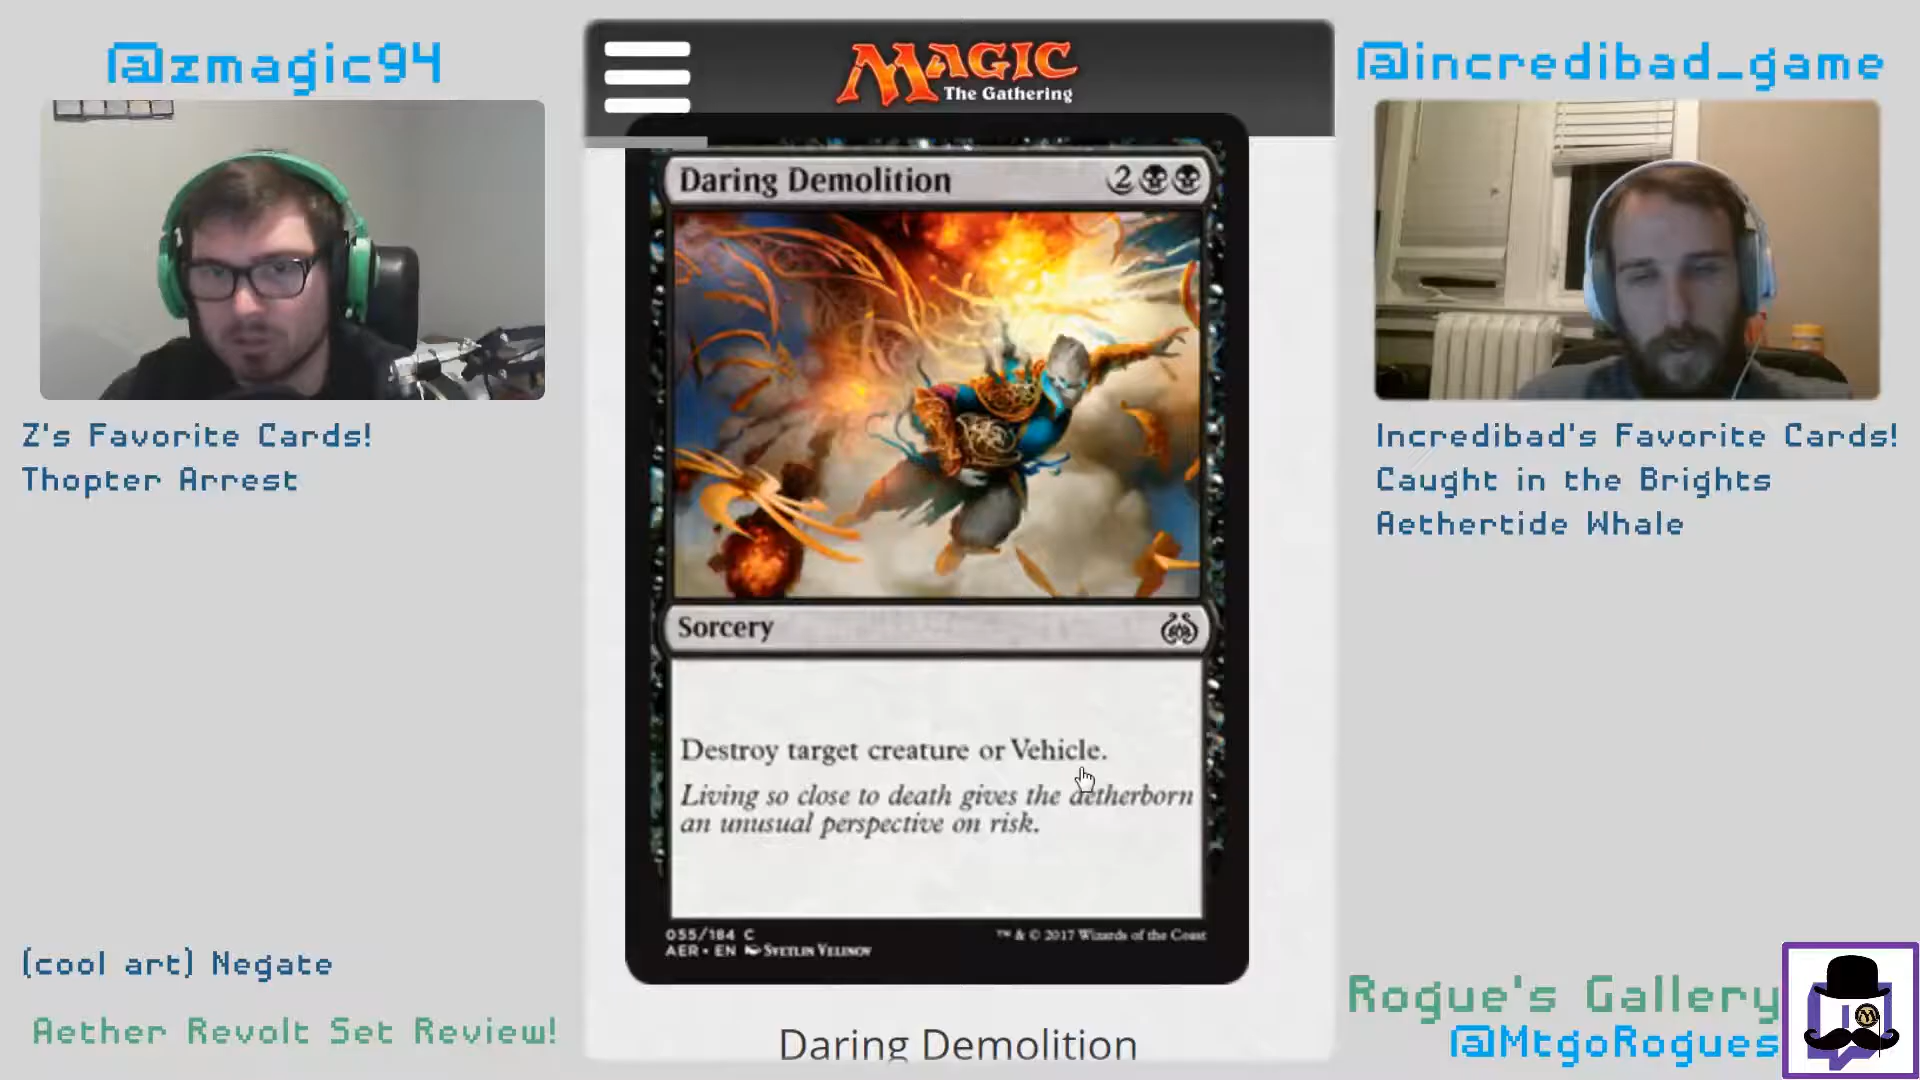 @zmagic94
MAGIC
The Gathering
@incredibad_game
Daring Demolition 2
Z's Favorite Cards!
Thopter Arrest
Incredibad's Favorite Cards!
Caught in the Brights
Aethertide Whale
Sorcery
Destroy target creature or Vehicle.
Living so close to death gives the aetherborn
an unusual perspective on risk.
055/184 C
AER • EN Svetlin Velinov
™ & © 2017 Wizards of the Coast
(cool art) Negate
Aether Revolt Set Review!
Daring Demolition
Rogue's Gallery
@MtgoRogues